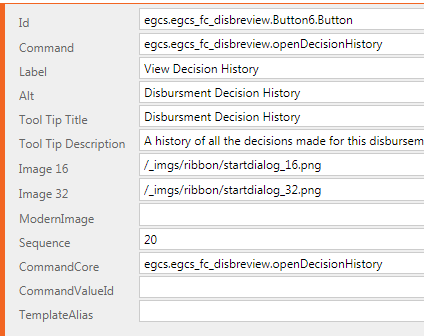 Id egcs.egcs_fc_disbreview.Button6.Button
Command egcs.egcs_fc_disbreview.openDecisionHistory
Label View Decision History
Alt Disbursment Decision History
Tool Tip Title Disbursment Decision History
Tool Tip Description A history of all the decisions made for this disbursem
Image 16 /_imgs/ribbon/startdialog_16.png
Image 32 /_imgs/ribbon/startdialog_32.png
ModernImage
Sequence 20
CommandCore egcs.egcs_fc_disbreview.openDecisionHistory
CommandValueId
TemplateAlias